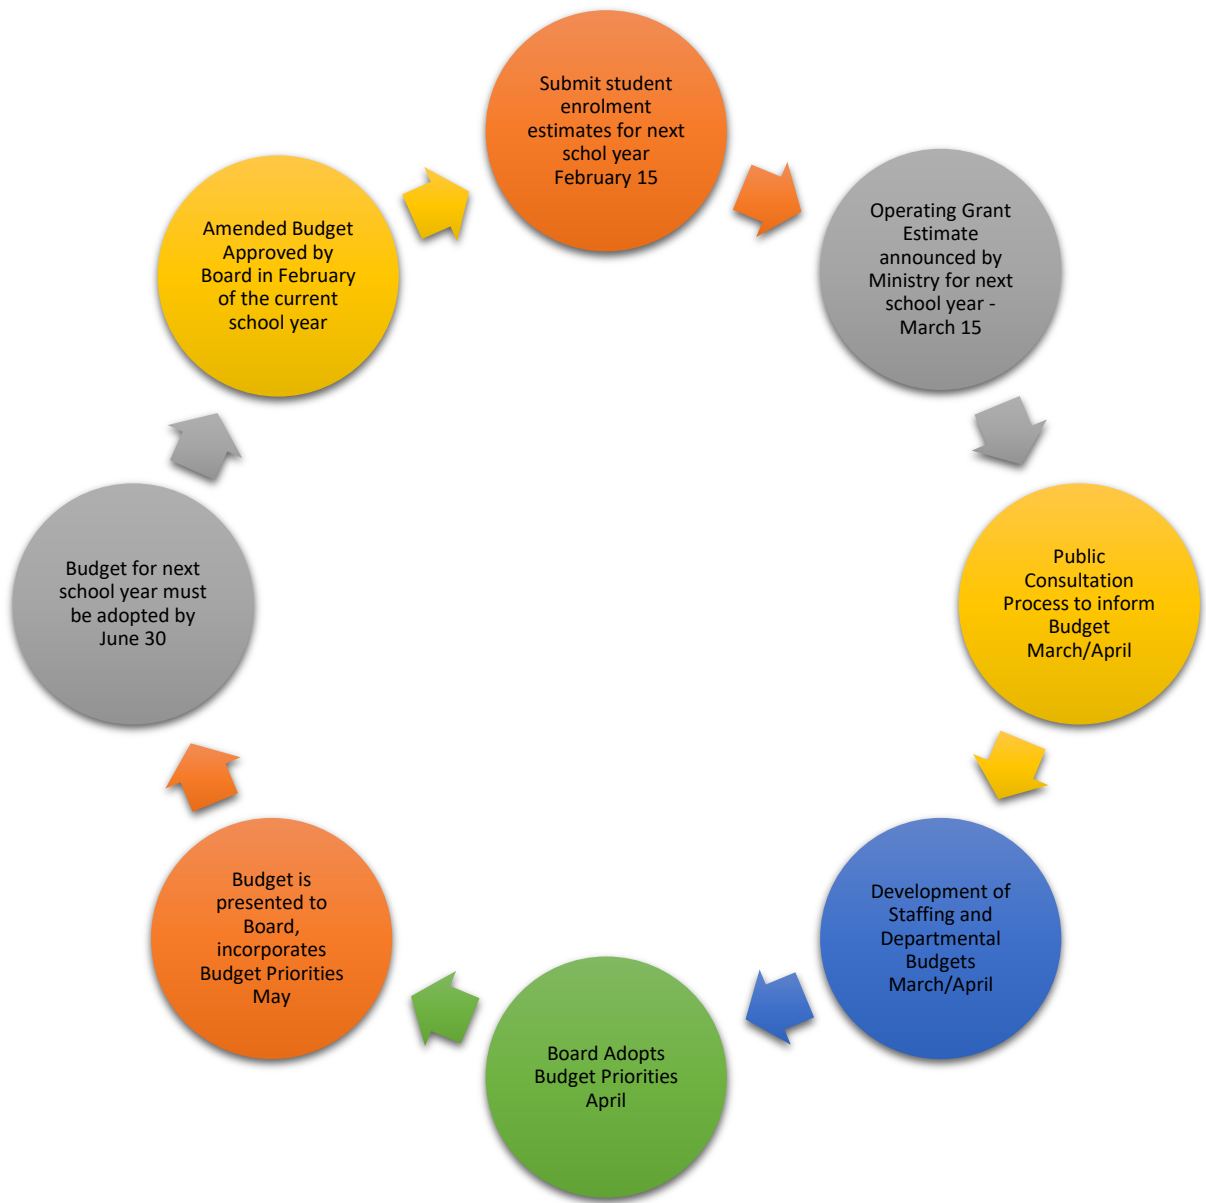 Submit student
enrolment
estimates for next
schol year
February 15
Operating Grant
Estimate
announced by
Ministry for next
school year -
March 15
Public
Consultation
Process to inform
Budget
March/April
Development of
Staffing and
Departmental
Budgets
March/April
Board Adopts
Budget Priorities
April
Budget is
presented to
Board,
incorporates
Budget Priorities
May
Budget for next
school year must
be adopted by
June 30
Amended Budget
Approved by
Board in February
of the current
school year